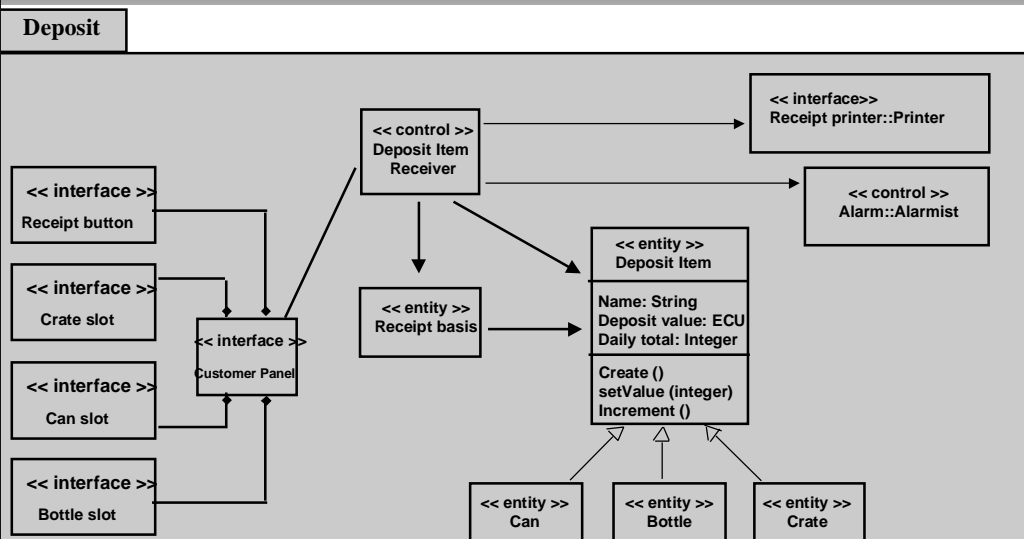 Deposit
<< interface>>
Receipt printer::Printer
<< control >>
Deposit Item
Receiver
<< control >>
Alarm::Alarmist
<< interface >>
Receipt button
<< interface >>
Crate slot
<< interface >>
Can slot
<< interface >>
Bottle slot
<< interface >>
Customer Panel
<< entity >>
Receipt basis
<< entity >>
Deposit Item
Name: String
Deposit value: ECU
Daily total: Integer
Create ()
setValue (integer)
Increment ()
<< entity >>
Can
<< entity >>
Bottle
<< entity >>
Crate